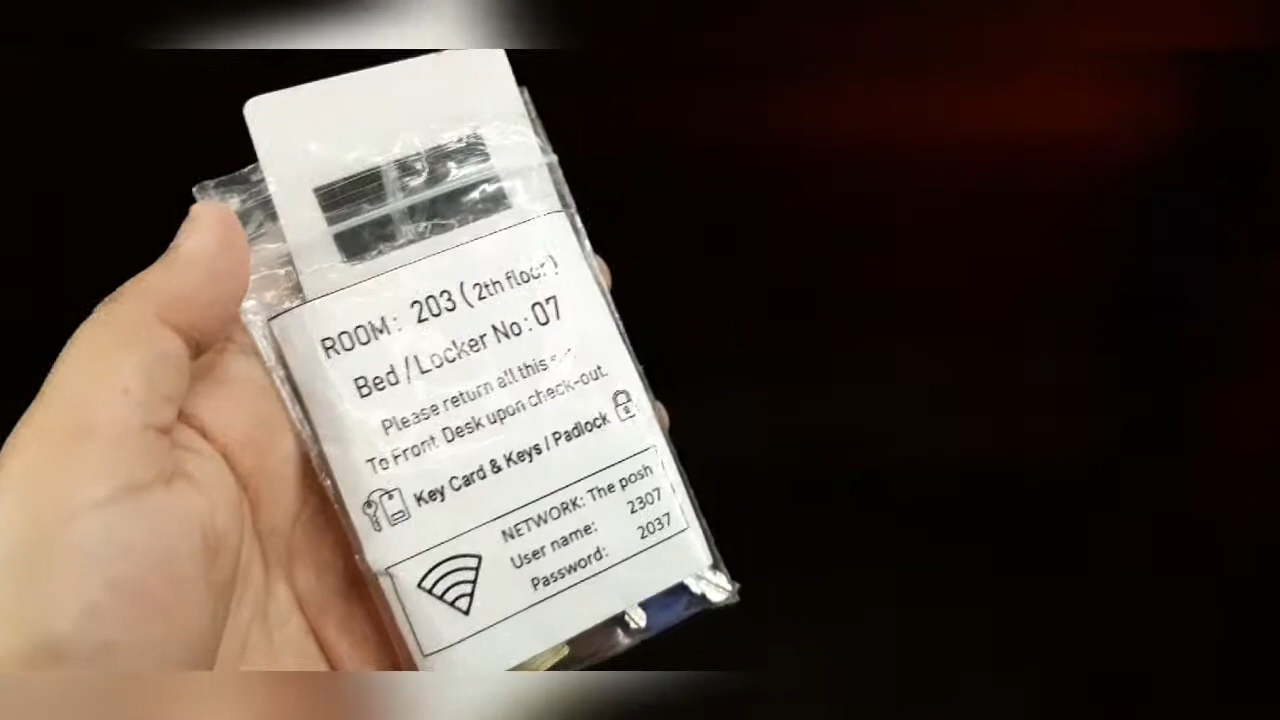 ROOM: 203 ( 2th floor )
Bed / Locker No : 07
Please return all this
To Front Desk upon check-out.
Key Card & Keys / Padlock
NETWORK: The posh
User name: 2307
Password: 2037